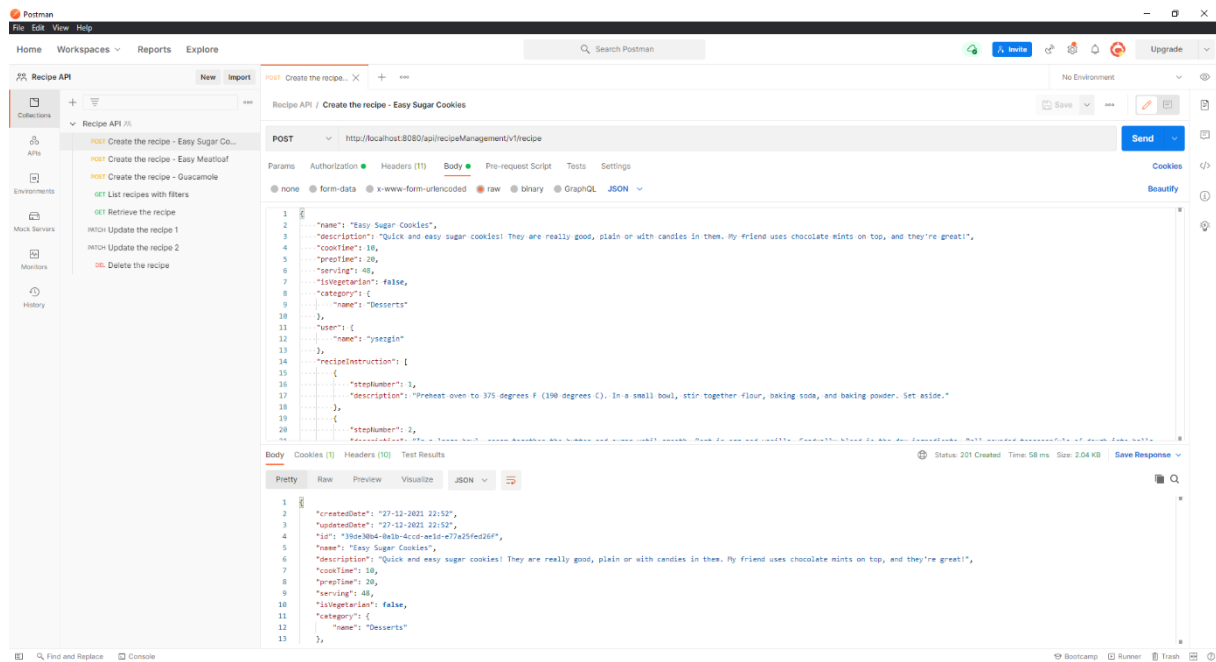 Postman
File Edit View Help
Home Workspaces Reports Explore
Search Postman
Invite
Upgrade
Recipe API
New Import
POST Create the recipe...
No Environment
Collections
APIs
Environments
Mock Servers
Monitors
History
Recipe API
POST Create the recipe - Easy Sugar Co...
POST Create the recipe - Easy Meatloaf
POST Create the recipe - Guacamole
GET List recipes with filters
GET Retrieve the recipe
PATCH Update the recipe 1
PATCH Update the recipe 2
DEL Delete the recipe
Recipe API / Create the recipe - Easy Sugar Cookies
Save
POST http://localhost:8080/api/recipeManagement/v1/recipe
Send
Params Authorization Headers (11) Body Pre-request Script Tests Settings
Cookies
none form-data x-www-form-urlencoded raw binary GraphQL JSON
Beautify
1 {
2 "name": "Easy Sugar Cookies",
3 "description": "Quick and easy sugar cookies! They are really good, plain or with candies in them. My friend uses chocolate mints on top, and they're great!",
4 "cookTime": 10,
5 "prepTime": 20,
6 "serving": 48,
7 "isVegetarian": false,
8 "category": {
9 "name": "Desserts"
10 },
11 "user": {
12 "name": "ysezgin"
13 },
14 "recipeInstruction": [
15 {
16 "stepNumber": 1,
17 "description": "Preheat oven to 375 degrees F (190 degrees C). In a small bowl, stir together flour, baking soda, and baking powder. Set aside."
18 },
19 {
20 "stepNumber": 2,
Body Cookies (1) Headers (10) Test Results
Status: 201 Created Time: 58 ms Size: 2.04 KB Save Response
Pretty Raw Preview Visualize JSON
1 {
2 "createdDate": "27-12-2021 22:52",
3 "updatedDate": "27-12-2021 22:52",
4 "id": "39de30b4-0a1b-4ccd-ae1d-e77a25fed26f",
5 "name": "Easy Sugar Cookies",
6 "description": "Quick and easy sugar cookies! They are really good, plain or with candies in them. My friend uses chocolate mints on top, and they're great!",
7 "cookTime": 10,
8 "prepTime": 20,
9 "serving": 48,
10 "isVegetarian": false,
11 "category": {
12 "name": "Desserts"
13 },
Find and Replace Console
Bootcamp Runner Trash